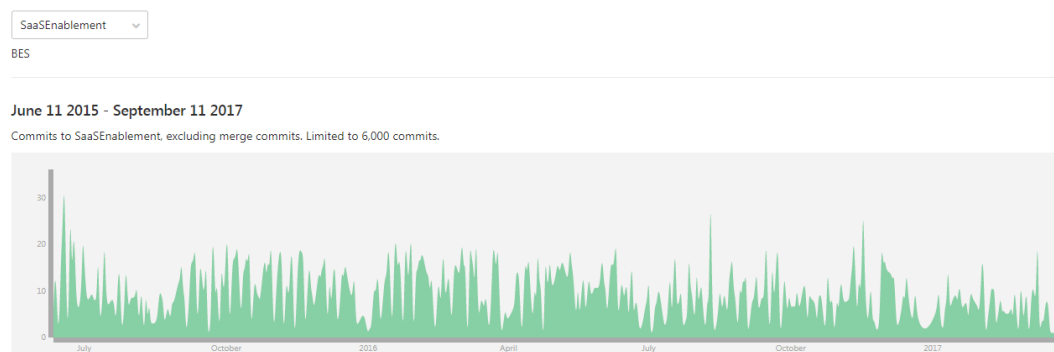 SaaSEnablement
BES
June 11 2015 - September 11 2017
Commits to SaaSEnablement, excluding merge commits. Limited to 6,000 commits.
30
20
10
0
July October 2016 April July October 2017